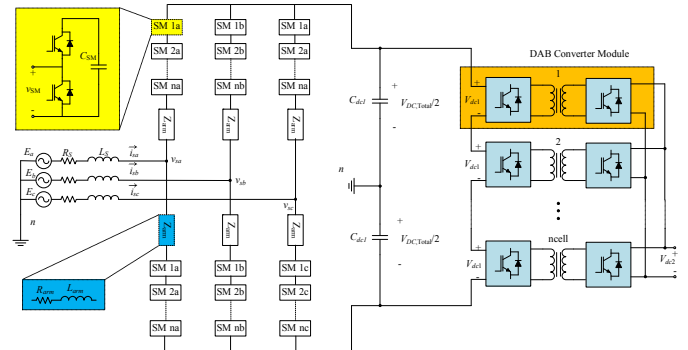 SM 1a
SM 1b
SM 1a
SM 2a
SM 2b
SM 2a
SM na
SM nb
SM na
C_SM
+
v_SM
-
Z_arm
Z_arm
Z_arm
E_a
R_S
L_S
i_sa
v_sa
E_b
i_sb
v_sb
E_c
i_sc
v_sc
n
Z_arm
Z_arm
Z_arm
R_arm
L_arm
SM 1a
SM 1b
SM 1c
SM 2a
SM 2b
SM 2c
SM na
SM nb
SM nc
C_dc1
+
V_DC,Total/2
-
n
C_dc1
+
V_DC,Total/2
-
DAB Converter Module
1
+
V_dc1
-
2
+
V_dc1
-
ncell
+
V_dc1
-
+
V_dc2
-